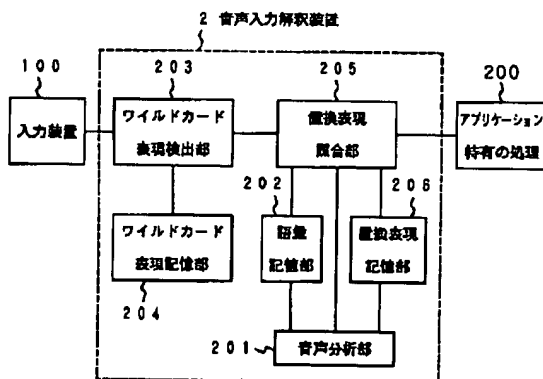 2 音声入力解釈装置
100
203
205
200
入力装置
ワイルドカード
表現検出部
置換表現
照合部
アプリケーション
特有の処理
202
206
ワイルドカード
表現記憶部
語彙
記憶部
置換表現
記憶部
204
201
音声分析部